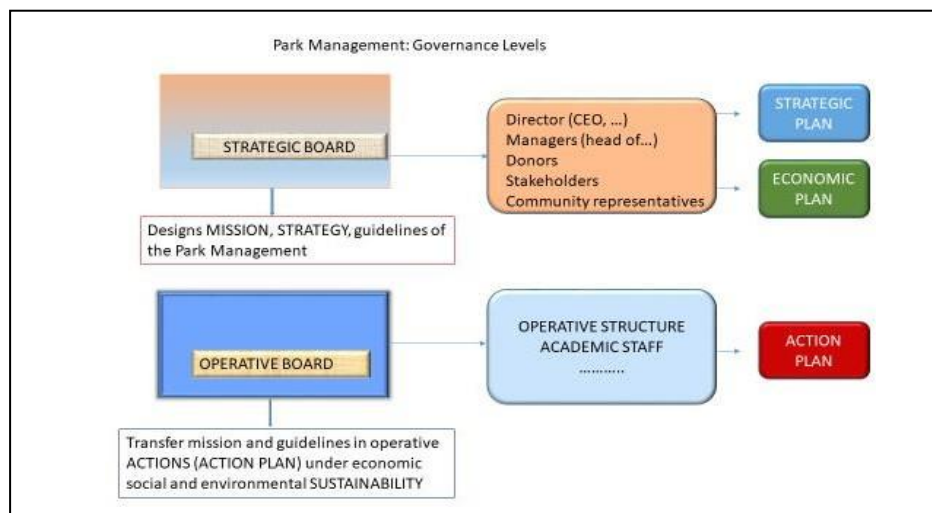 Park Management: Governance Levels
STRATEGIC BOARD
Director (CEO, ...)
Managers (head of...)
Donors
Stakeholders
Community representatives
STRATEGIC
PLAN
ECONOMIC
PLAN
Designs MISSION, STRATEGY, guidelines of
the Park Management
OPERATIVE BOARD
OPERATIVE STRUCTURE
ACADEMIC STAFF
………..
ACTION
PLAN
Transfer mission and guidelines in operative
ACTIONS (ACTION PLAN) under economic
social and environmental SUSTAINABILITY